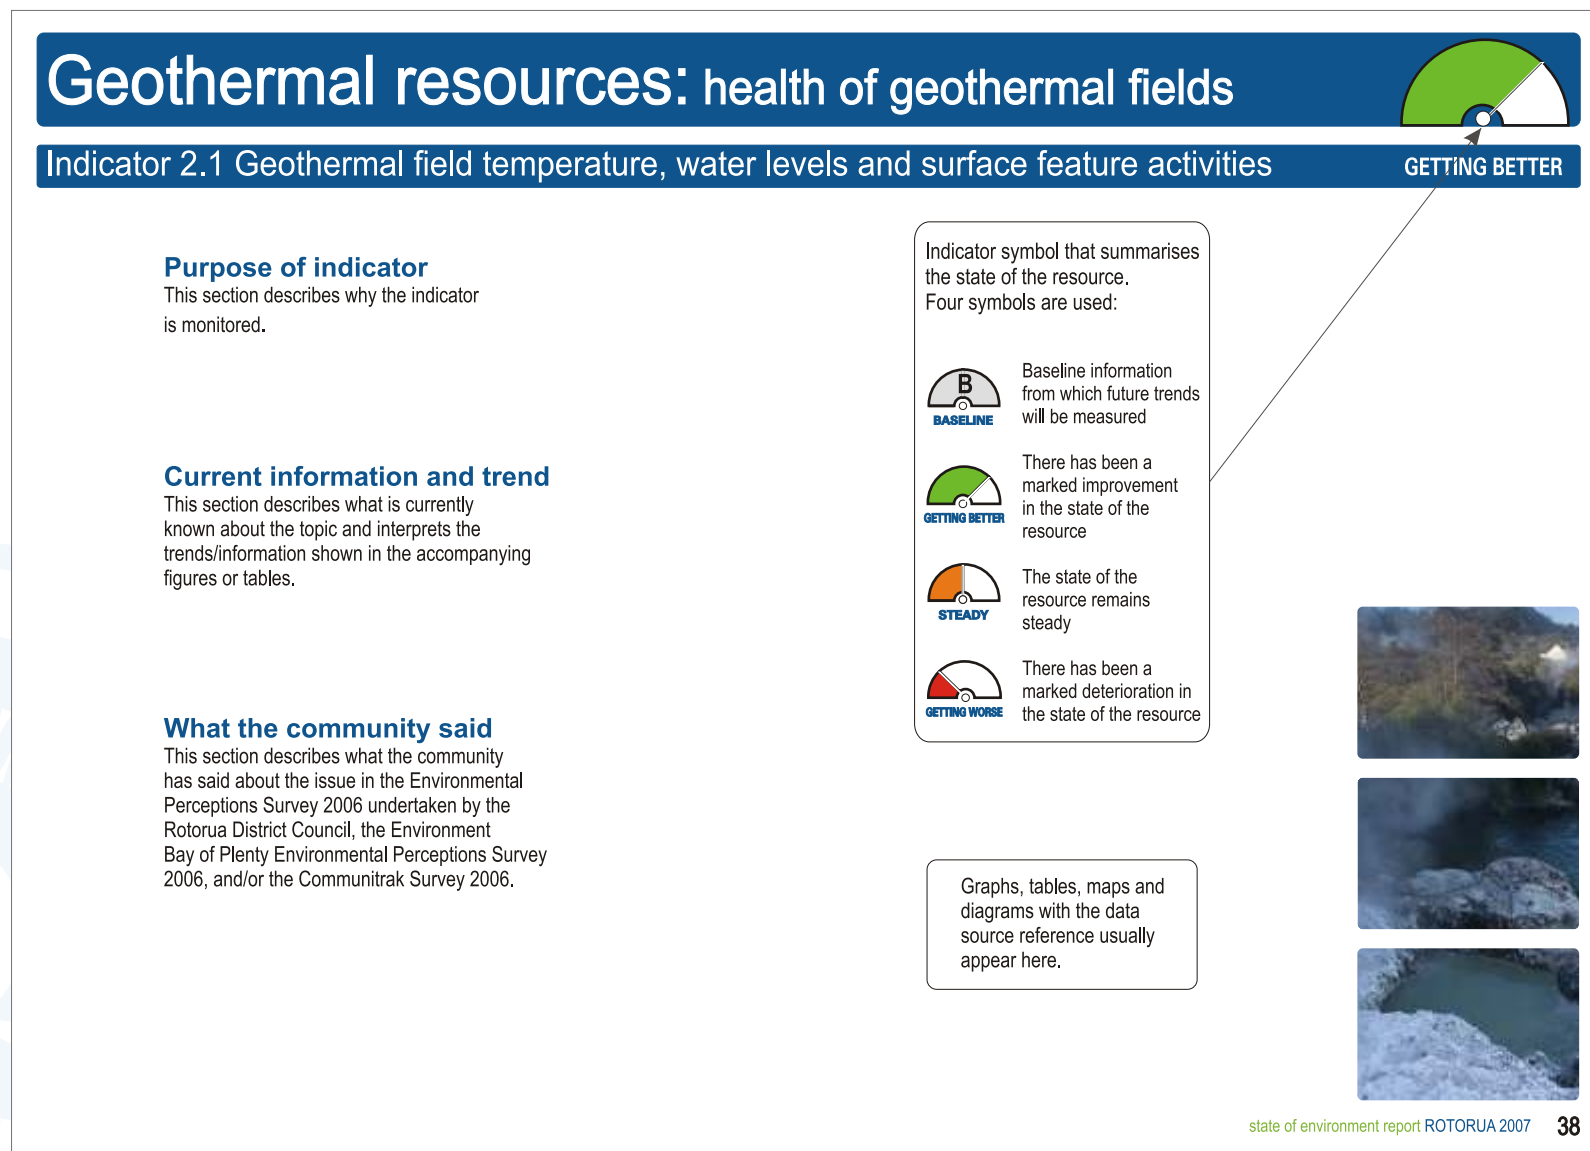 Geothermal resources: health of geothermal fields
Indicator 2.1 Geothermal field temperature, water levels and surface feature activities
GETTING BETTER
Purpose of indicator
This section describes why the indicator
is monitored.
Current information and trend
This section describes what is currently
known about the topic and interprets the
trends/information shown in the accompanying
figures or tables.
What the community said
This section describes what the community
has said about the issue in the Environmental
Perceptions Survey 2006 undertaken by the
Rotorua District Council, the Environment
Bay of Plenty Environmental Perceptions Survey
2006, and/or the Communitrak Survey 2006.
Indicator symbol that summarises
the state of the resource.
Four symbols are used:
B
BASELINE
Baseline information
from which future trends
will be measured
GETTING BETTER
There has been a
marked improvement
in the state of the
resource
STEADY
The state of the
resource remains
steady
GETTING WORSE
There has been a
marked deterioration in
the state of the resource
Graphs, tables, maps and
diagrams with the data
source reference usually
appear here.
state of environment report ROTORUA 2007 38